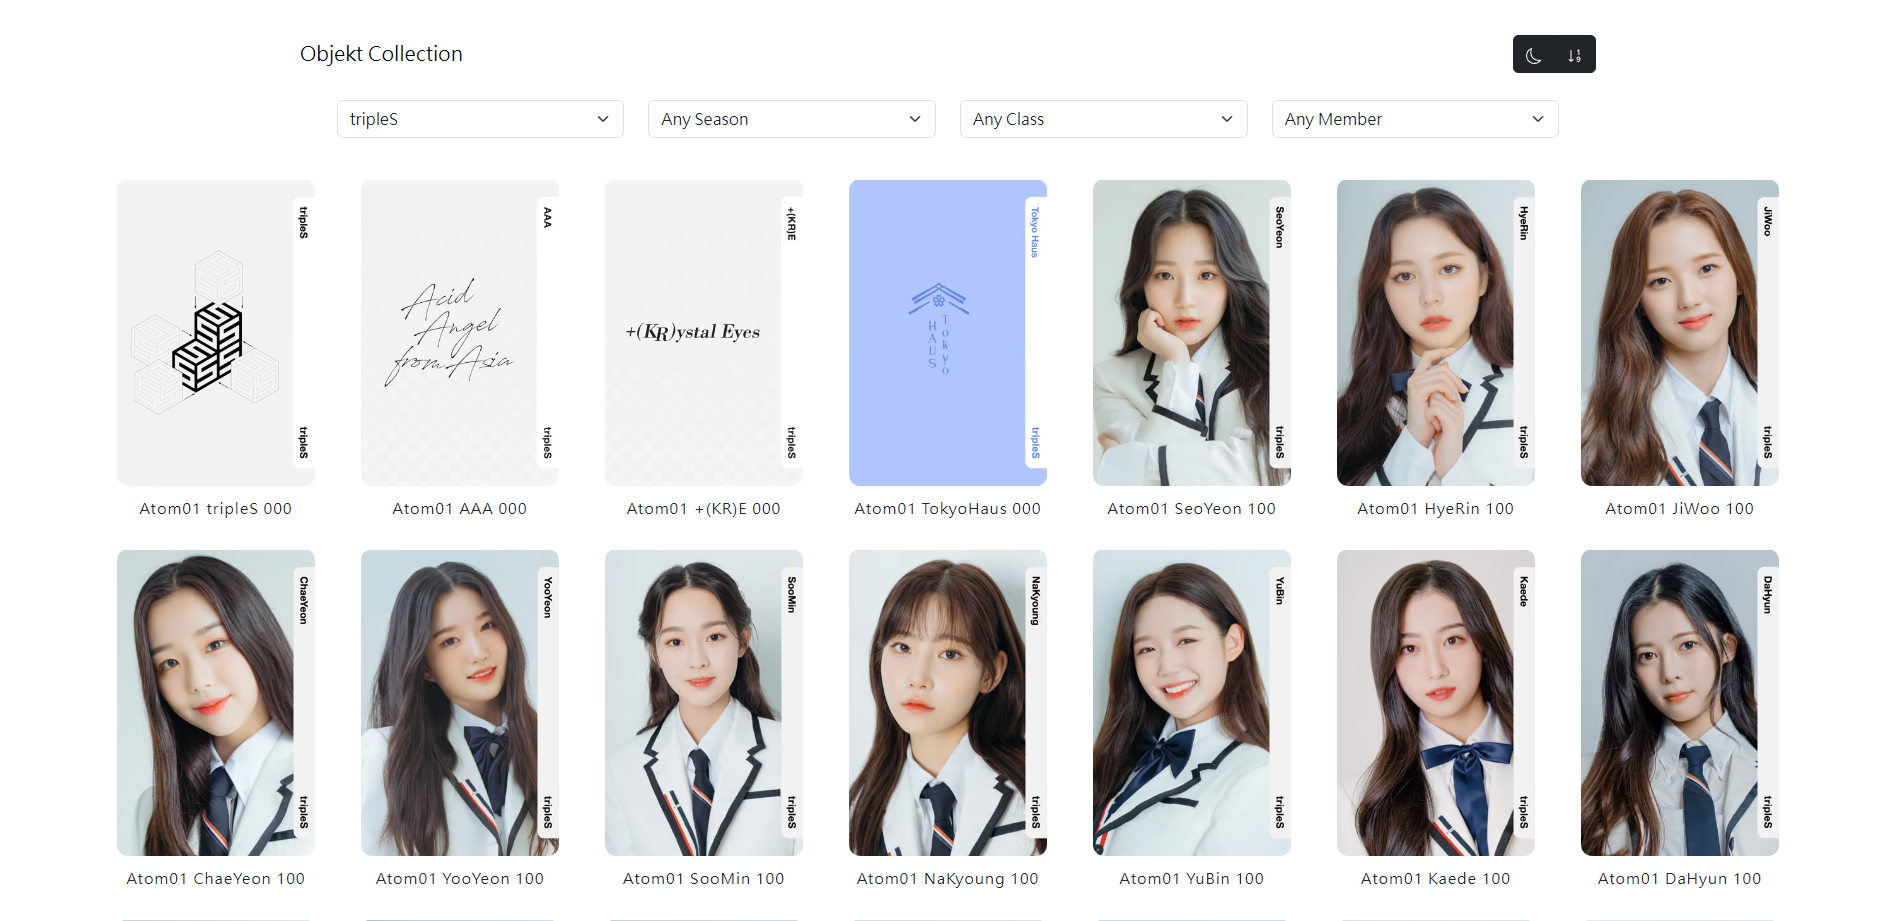 Objekt Collection
tripleS
Any Season
Any Class
Any Member
tripleS
tripleS
AAA
Acid
Angel
from Asia
tripleS
+(KR)E
+(KR)ystal Eyes
tripleS
Tokyo Haus
HAUS
Tokyo
tripleS
SeoYeon
tripleS
HyeRin
tripleS
JiWoo
tripleS
Atom01 tripleS 000
Atom01 AAA 000
Atom01 +(KR)E 000
Atom01 TokyoHaus 000
Atom01 SeoYeon 100
Atom01 HyeRin 100
Atom01 JiWoo 100
ChaeYeon
tripleS
YooYeon
tripleS
SooMin
tripleS
NaKyoung
tripleS
YuBin
tripleS
Kaede
tripleS
DaHyun
tripleS
Atom01 ChaeYeon 100
Atom01 YooYeon 100
Atom01 SooMin 100
Atom01 NaKyoung 100
Atom01 YuBin 100
Atom01 Kaede 100
Atom01 DaHyun 100